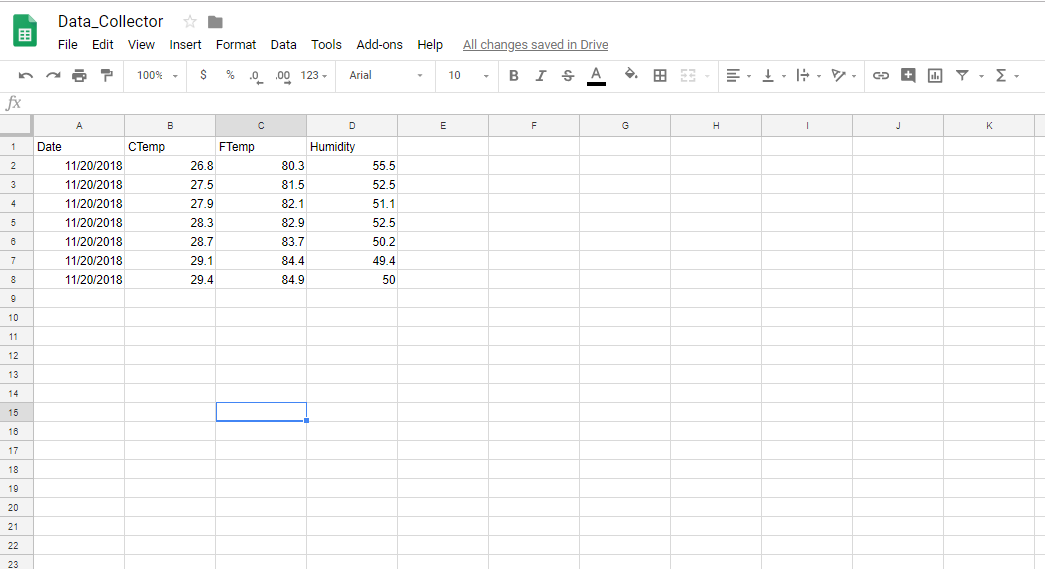 Data_Collector
File Edit View Insert Format Data Tools Add-ons Help All changes saved in Drive
100% $ % .0 .00 123 Arial 10 B I S A Σ
fx
A B C D E F G H I J K
1 Date CTemp FTemp Humidity
2 11/20/2018 26.8 80.3 55.5
3 11/20/2018 27.5 81.5 52.5
4 11/20/2018 27.9 82.1 51.1
5 11/20/2018 28.3 82.9 52.5
6 11/20/2018 28.7 83.7 50.2
7 11/20/2018 29.1 84.4 49.4
8 11/20/2018 29.4 84.9 50
9
10
11
12
13
14
15
16
17
18
19
20
21
22
23